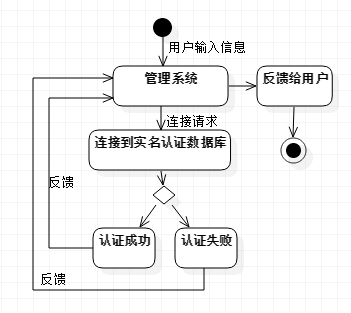 用户输入信息
管理系统
反馈给用户
连接请求
连接到实名认证数据库
反馈
认证成功
认证失败
反馈